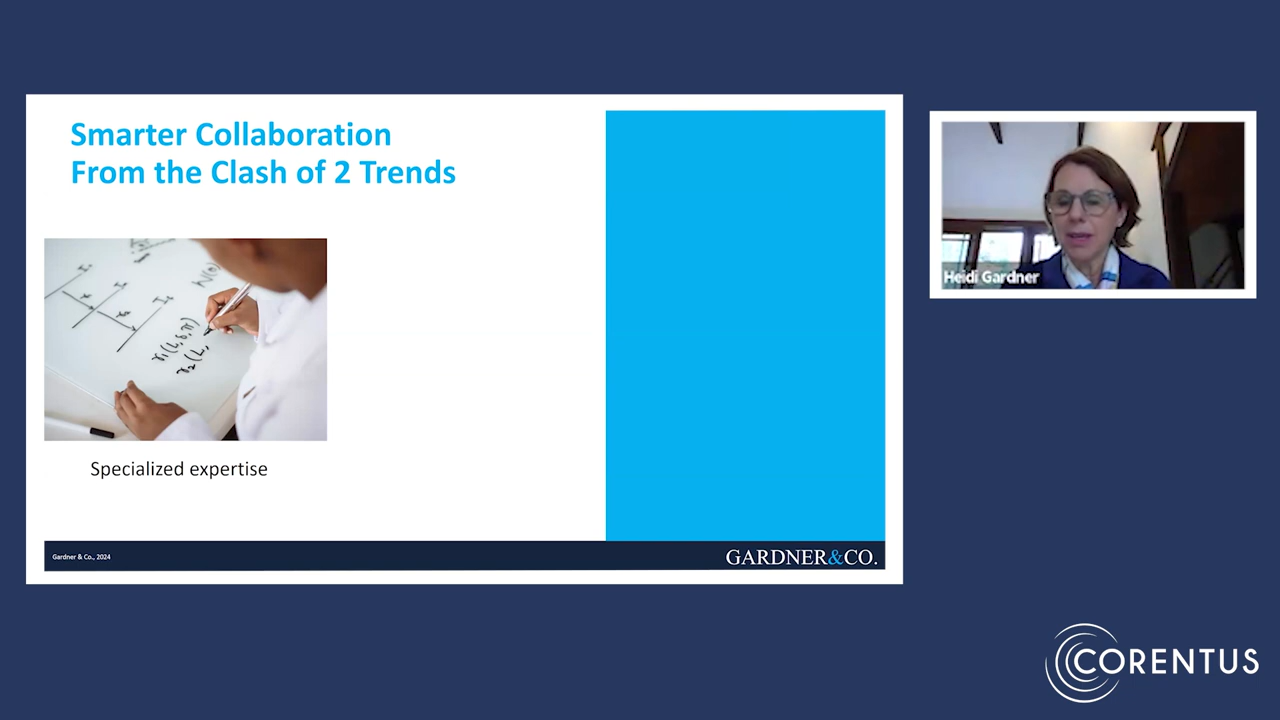 Smarter Collaboration
From the Clash of 2 Trends
Specialized expertise
Gardner & Co., 2024
GARDNER&CO.
Heidi Gardner
CORENTUS